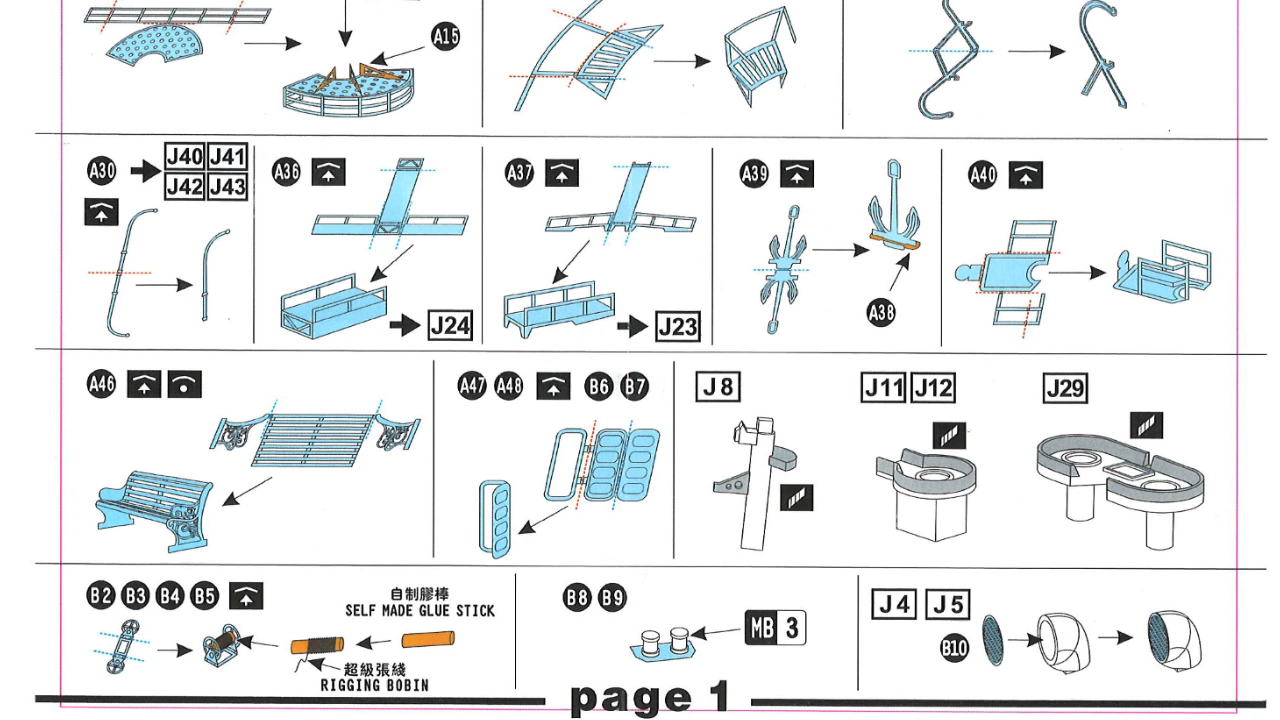 A15
A30
J40 J41
J42 J43
A36
J24
A37
J23
A39
A38
A40
A46
A47 A48 B6 B7
J8
J11 J12
J29
B2 B3 B4 B5
自制膠棒
SELF MADE GLUE STICK
超級張綫
RIGGING BOBIN
B8 B9
MB 3
J4 J5
B10
page 1